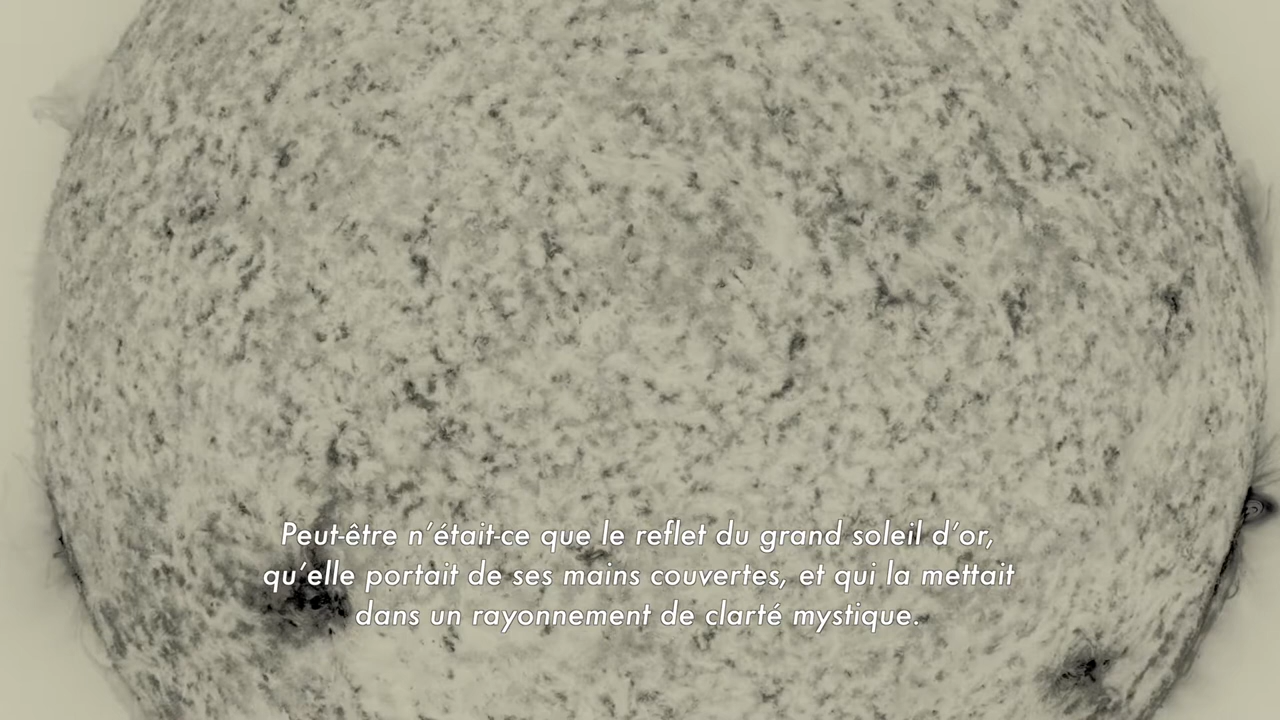 Peut-être n’était-ce que le reflet du grand soleil d’or,
qu’elle portait de ses mains couvertes, et qui la mettait
dans un rayonnement de clarté mystique.